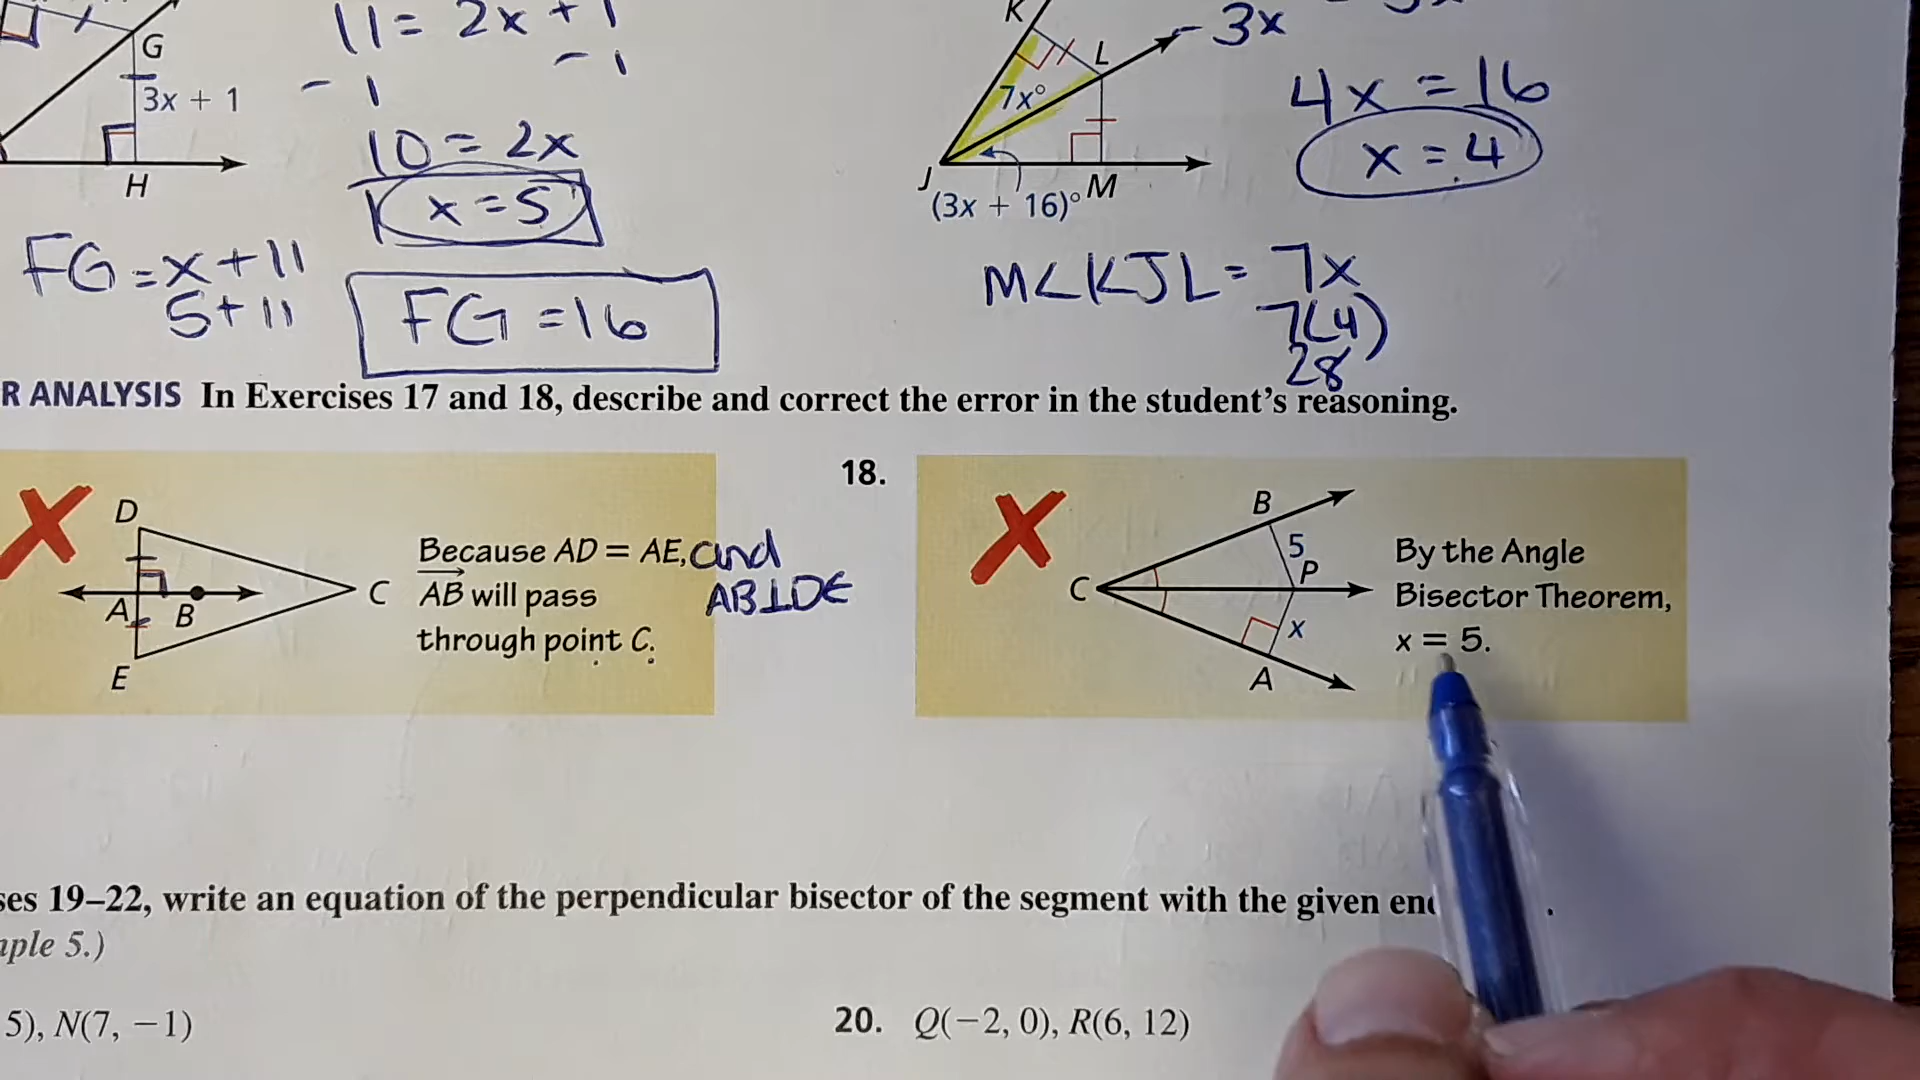 G
3x + 1
H
11 = 2x + 1
- 1 - 1
10 = 2x
x = 5
FG = x + 11
5 + 11
FG = 16
K
L
7x°
J
M
(3x + 16)°
- 3x
4x = 16
x = 4
M∠KJL = 7x
7(4)
28
R ANALYSIS In Exercises 17 and 18, describe and correct the error in the student's reasoning.
D
A
B
C
E
Because AD = AE, and
AB will pass AB⊥DE
through point C.
18.
B
5
P
C
x
A
By the Angle
Bisector Theorem,
x = 5.
ses 19–22, write an equation of the perpendicular bisector of the segment with the given en
mple 5.)
5), N(7, −1)
20. Q(−2, 0), R(6, 12)